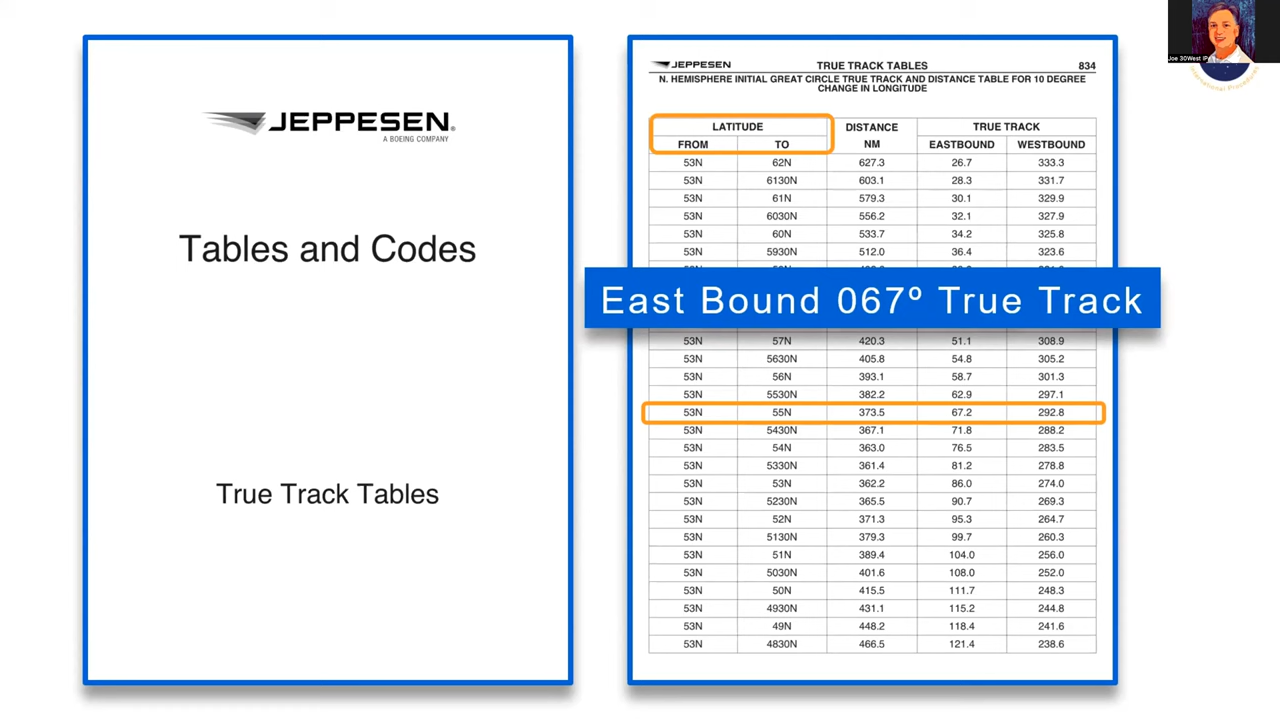 JEPPESEN.
A BOEING COMPANY
Tables and Codes
True Track Tables
JEPPESEN TRUE TRACK TABLES 834
N. HEMISPHERE INITIAL GREAT CIRCLE TRUE TRACK AND DISTANCE TABLE FOR 10 DEGREE
CHANGE IN LONGITUDE
LATITUDE DISTANCE TRUE TRACK
FROM TO NM EASTBOUND WESTBOUND
53N 62N 627.3 26.7 333.3
53N 6130N 603.1 28.3 331.7
53N 61N 579.3 30.1 329.9
53N 6030N 556.2 32.1 327.9
53N 60N 533.7 34.2 325.8
53N 5930N 512.0 36.4 323.6
East Bound 067º True Track
53N 57N 420.3 51.1 308.9
53N 5630N 405.8 54.8 305.2
53N 56N 393.1 58.7 301.3
53N 5530N 382.2 62.9 297.1
53N 55N 373.5 67.2 292.8
53N 5430N 367.1 71.8 288.2
53N 54N 363.0 76.5 283.5
53N 5330N 361.4 81.2 278.8
53N 53N 362.2 86.0 274.0
53N 5230N 365.5 90.7 269.3
53N 52N 371.3 95.3 264.7
53N 5130N 379.3 99.7 260.3
53N 51N 389.4 104.0 256.0
53N 5030N 401.6 108.0 252.0
53N 50N 415.5 111.7 248.3
53N 4930N 431.1 115.2 244.8
53N 49N 448.2 118.4 241.6
53N 4830N 466.5 121.4 238.6
Joe 30West IP
International Procedures